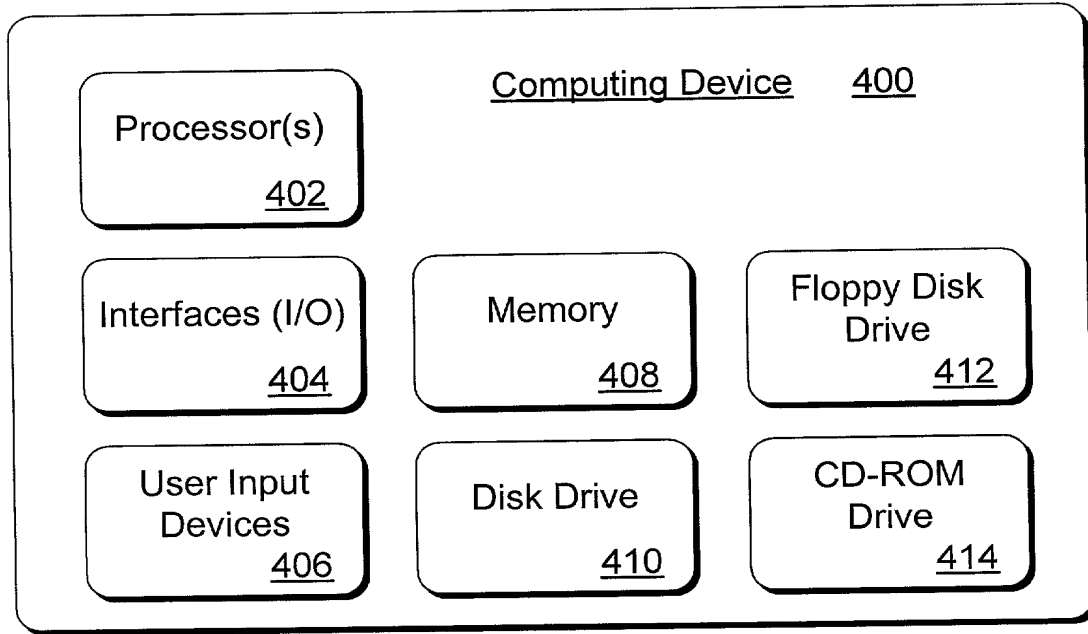 Computing Device 400
Processor(s)
402
Interfaces (I/O)
404
Memory
408
Floppy Disk
Drive
412
User Input
Devices
406
Disk Drive
410
CD-ROM
Drive
414